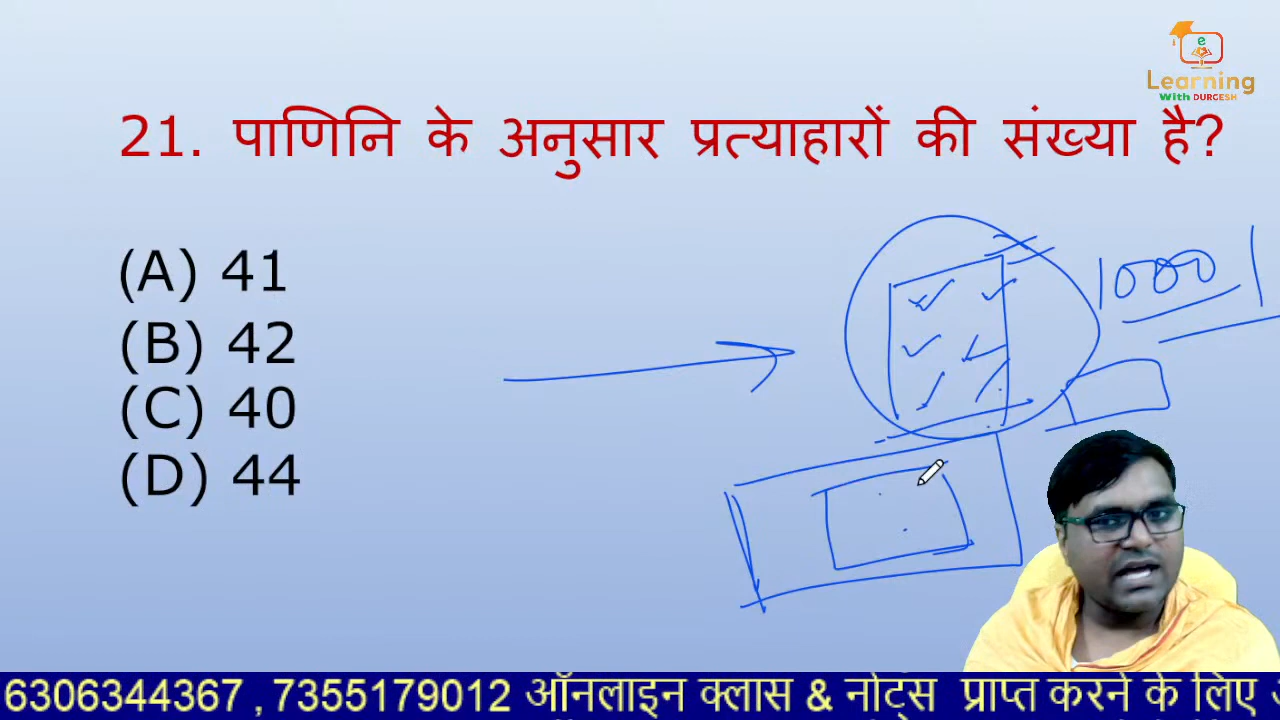 e
Learning
With DURGESH
21. पाणिनि के अनुसार प्रत्याहारों की संख्या है?
(A) 41
(B) 42
(C) 40
(D) 44
1000
6306344367 , 7355179012 ऑनलाइन क्लास & नोट्स प्राप्त करने के लिए